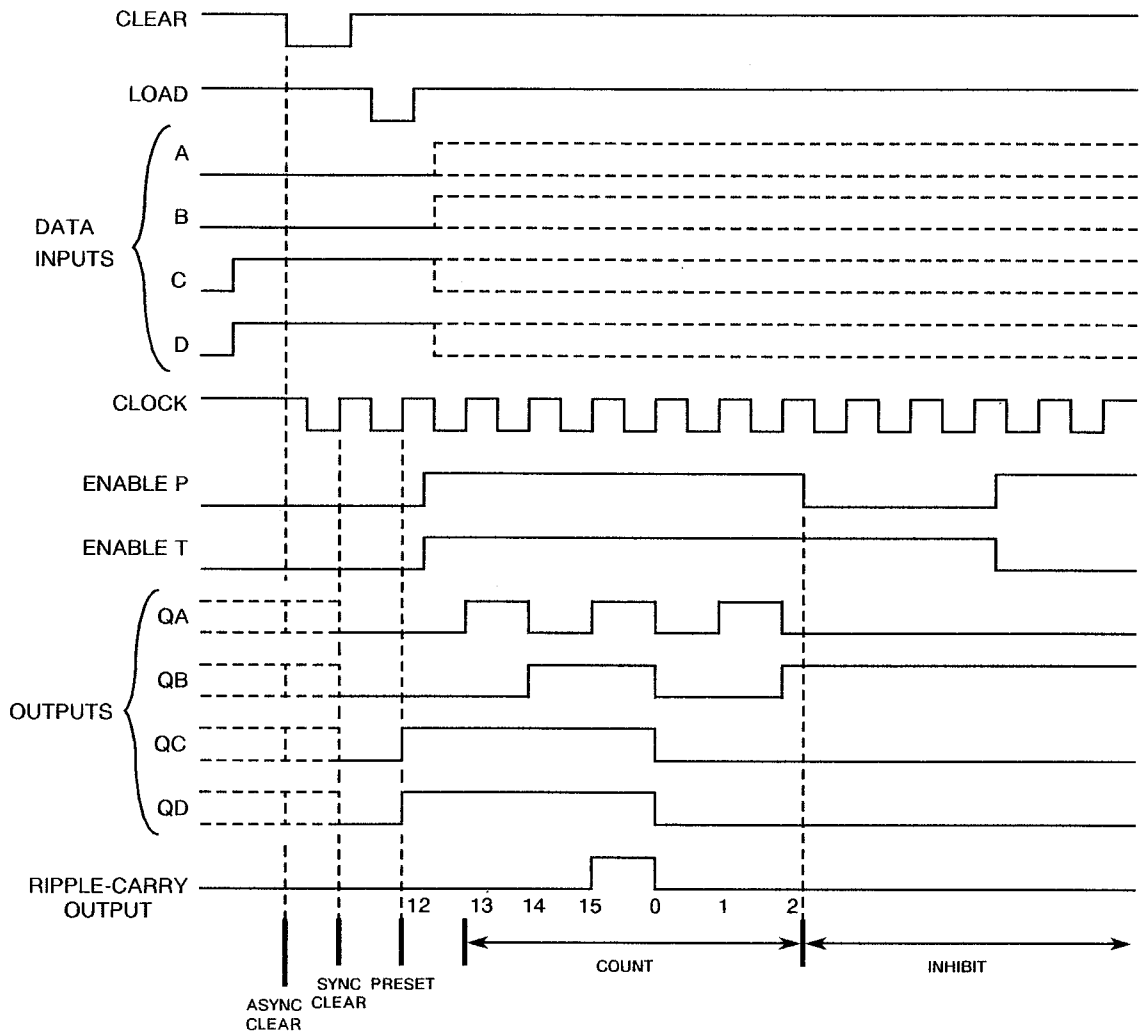 CLEAR
LOAD
A
B
DATA
INPUTS
C
D
CLOCK
ENABLE P
ENABLE T
QA
QB
OUTPUTS
QC
QD
RIPPLE-CARRY
OUTPUT
12 13 14 15 0 1 2
COUNT
INHIBIT
ASYNC
CLEAR
SYNC
CLEAR
PRESET